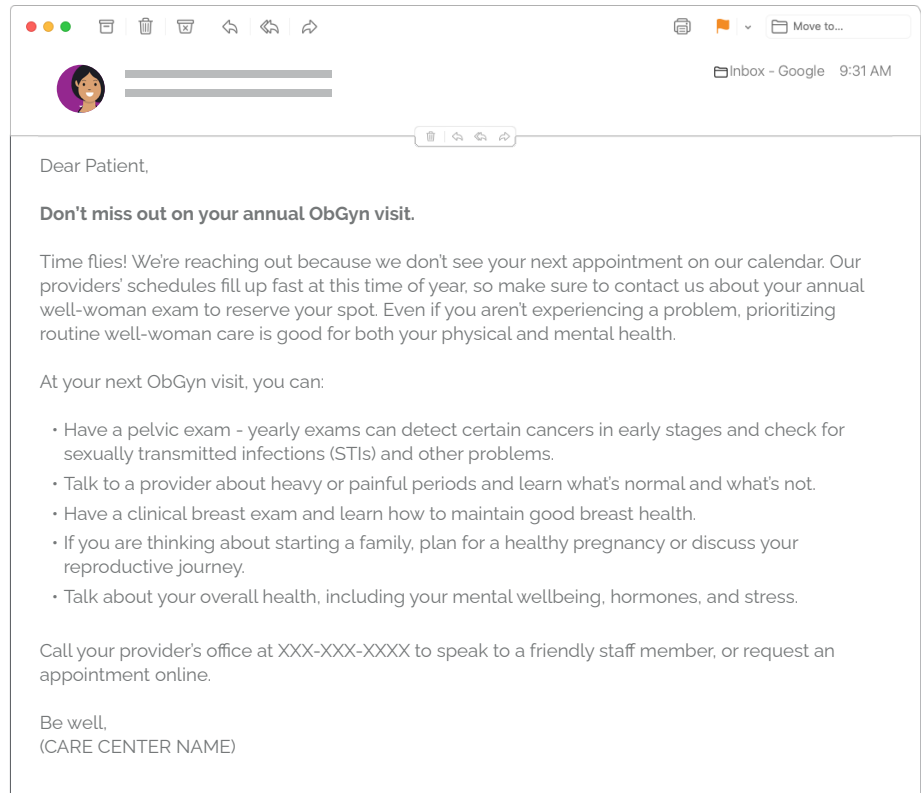 Move to...
Inbox - Google 9:31 AM
Dear Patient,
Don't miss out on your annual ObGyn visit.
Time flies! We're reaching out because we don't see your next appointment on our calendar. Our
providers' schedules fill up fast at this time of year, so make sure to contact us about your annual
well-woman exam to reserve your spot. Even if you aren't experiencing a problem, prioritizing
routine well-woman care is good for both your physical and mental health.
At your next ObGyn visit, you can:
• Have a pelvic exam - yearly exams can detect certain cancers in early stages and check for
sexually transmitted infections (STIs) and other problems.
• Talk to a provider about heavy or painful periods and learn what's normal and what's not.
• Have a clinical breast exam and learn how to maintain good breast health.
• If you are thinking about starting a family, plan for a healthy pregnancy or discuss your
reproductive journey.
• Talk about your overall health, including your mental wellbeing, hormones, and stress.
Call your provider's office at XXX-XXX-XXXX to speak to a friendly staff member, or request an
appointment online.
Be well,
(CARE CENTER NAME)